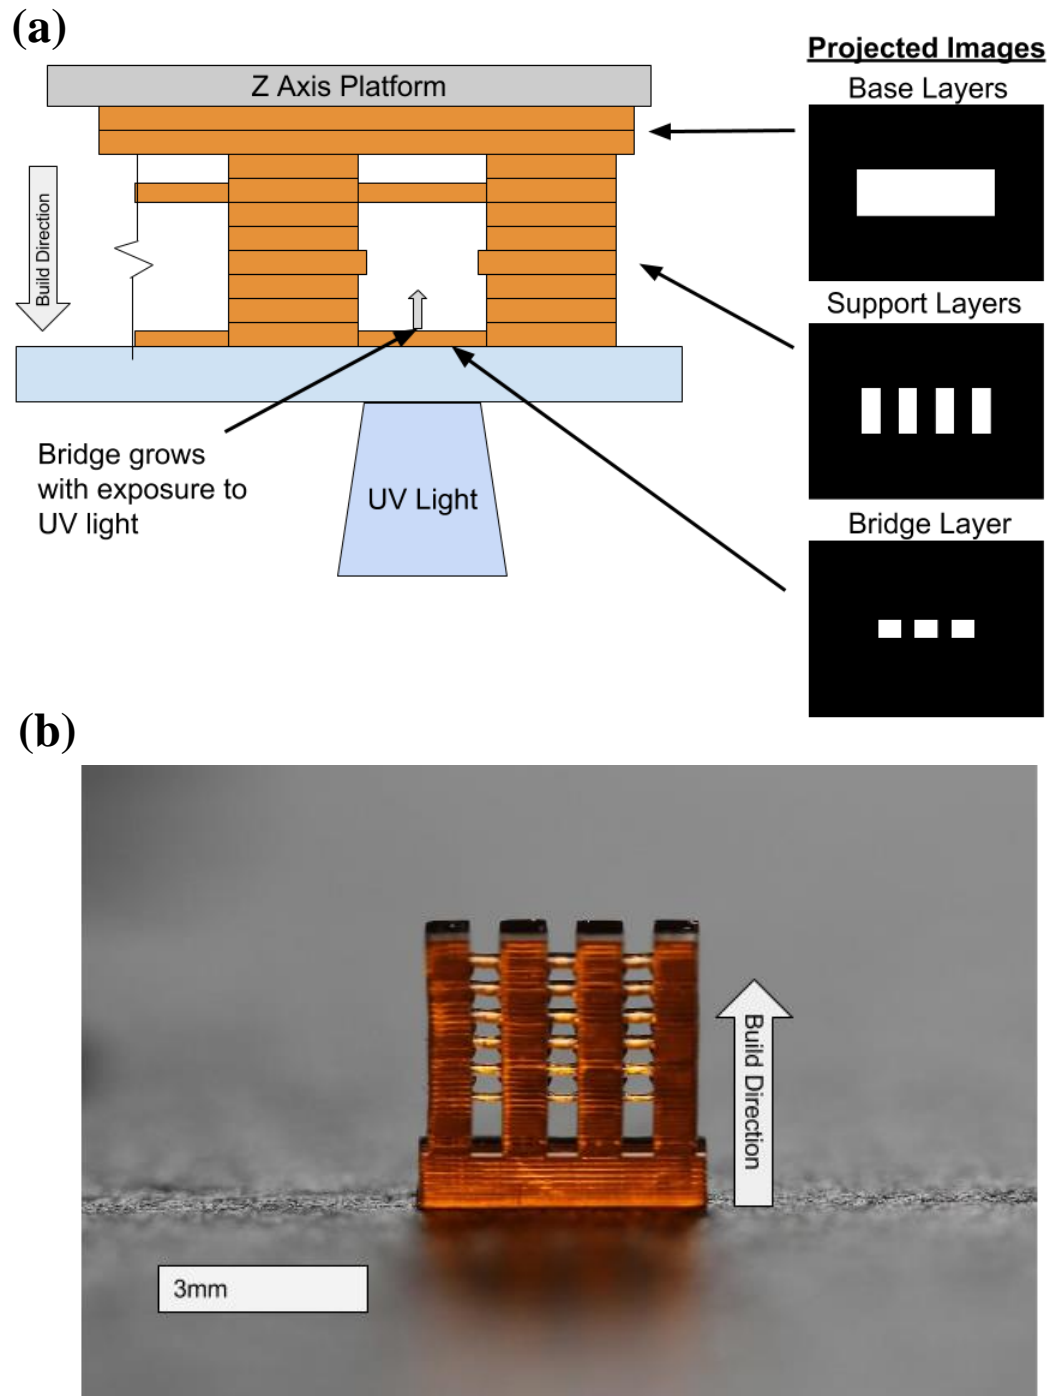 (a)
Z Axis Platform
Build Direction
Bridge grows
with exposure to
UV light
UV Light
Projected Images
Base Layers
Support Layers
Bridge Layer
(b)
Build Direction
3mm